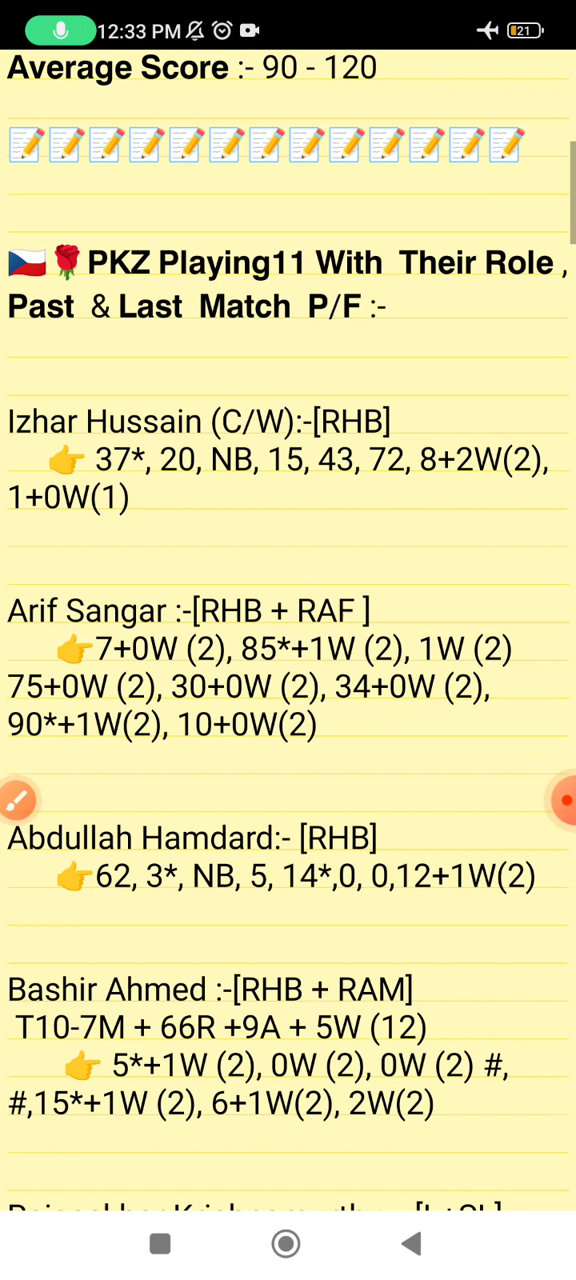 12:33 PM
21
Average Score :- 90 - 120
📝📝📝📝📝📝📝📝📝📝📝📝📝
🇨🇿🌹PKZ Playing11 With Their Role ,
Past & Last Match P/F :-
Izhar Hussain (C/W):-[RHB]
👉 37*, 20, NB, 15, 43, 72, 8+2W(2),
1+0W(1)
Arif Sangar :-[RHB + RAF ]
👉7+0W (2), 85*+1W (2), 1W (2)
75+0W (2), 30+0W (2), 34+0W (2),
90*+1W(2), 10+0W(2)
Abdullah Hamdard:- [RHB]
👉62, 3*, NB, 5, 14*,0, 0,12+1W(2)
Bashir Ahmed :-[RHB + RAM]
T10-7M + 66R +9A + 5W (12)
👉 5*+1W (2), 0W (2), 0W (2) #,
#,15*+1W (2), 6+1W(2), 2W(2)